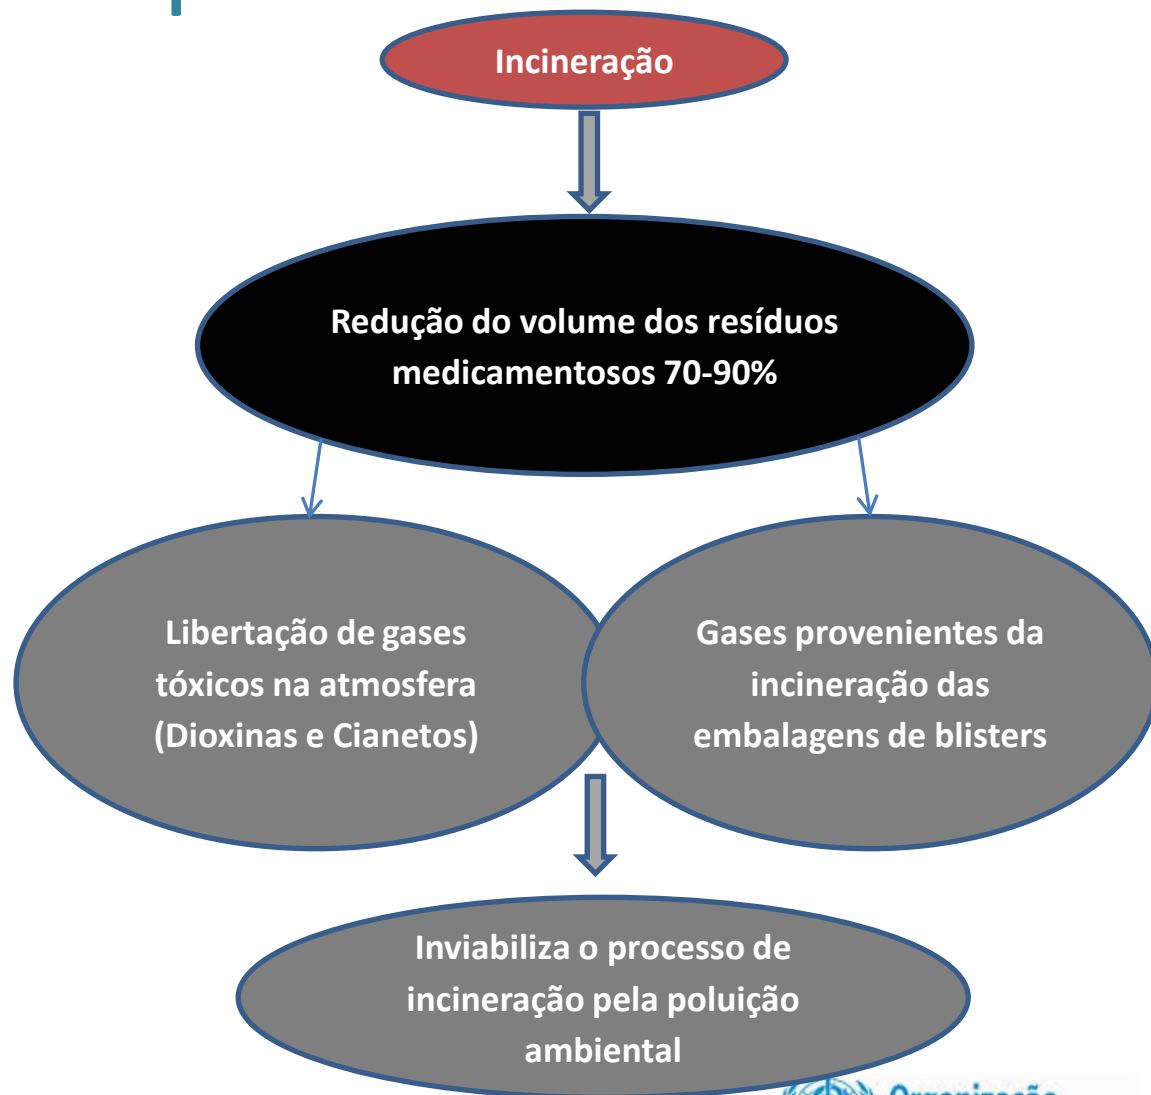 Incineração
Redução do volume dos resíduos
medicamentosos 70-90%
Libertação de gases
tóxicos na atmosfera
(Dioxinas e Cianetos)
Gases provenientes da
incineração das
embalagens de blisters
Inviabiliza o processo de
incineração pela poluição
ambiental
Organização